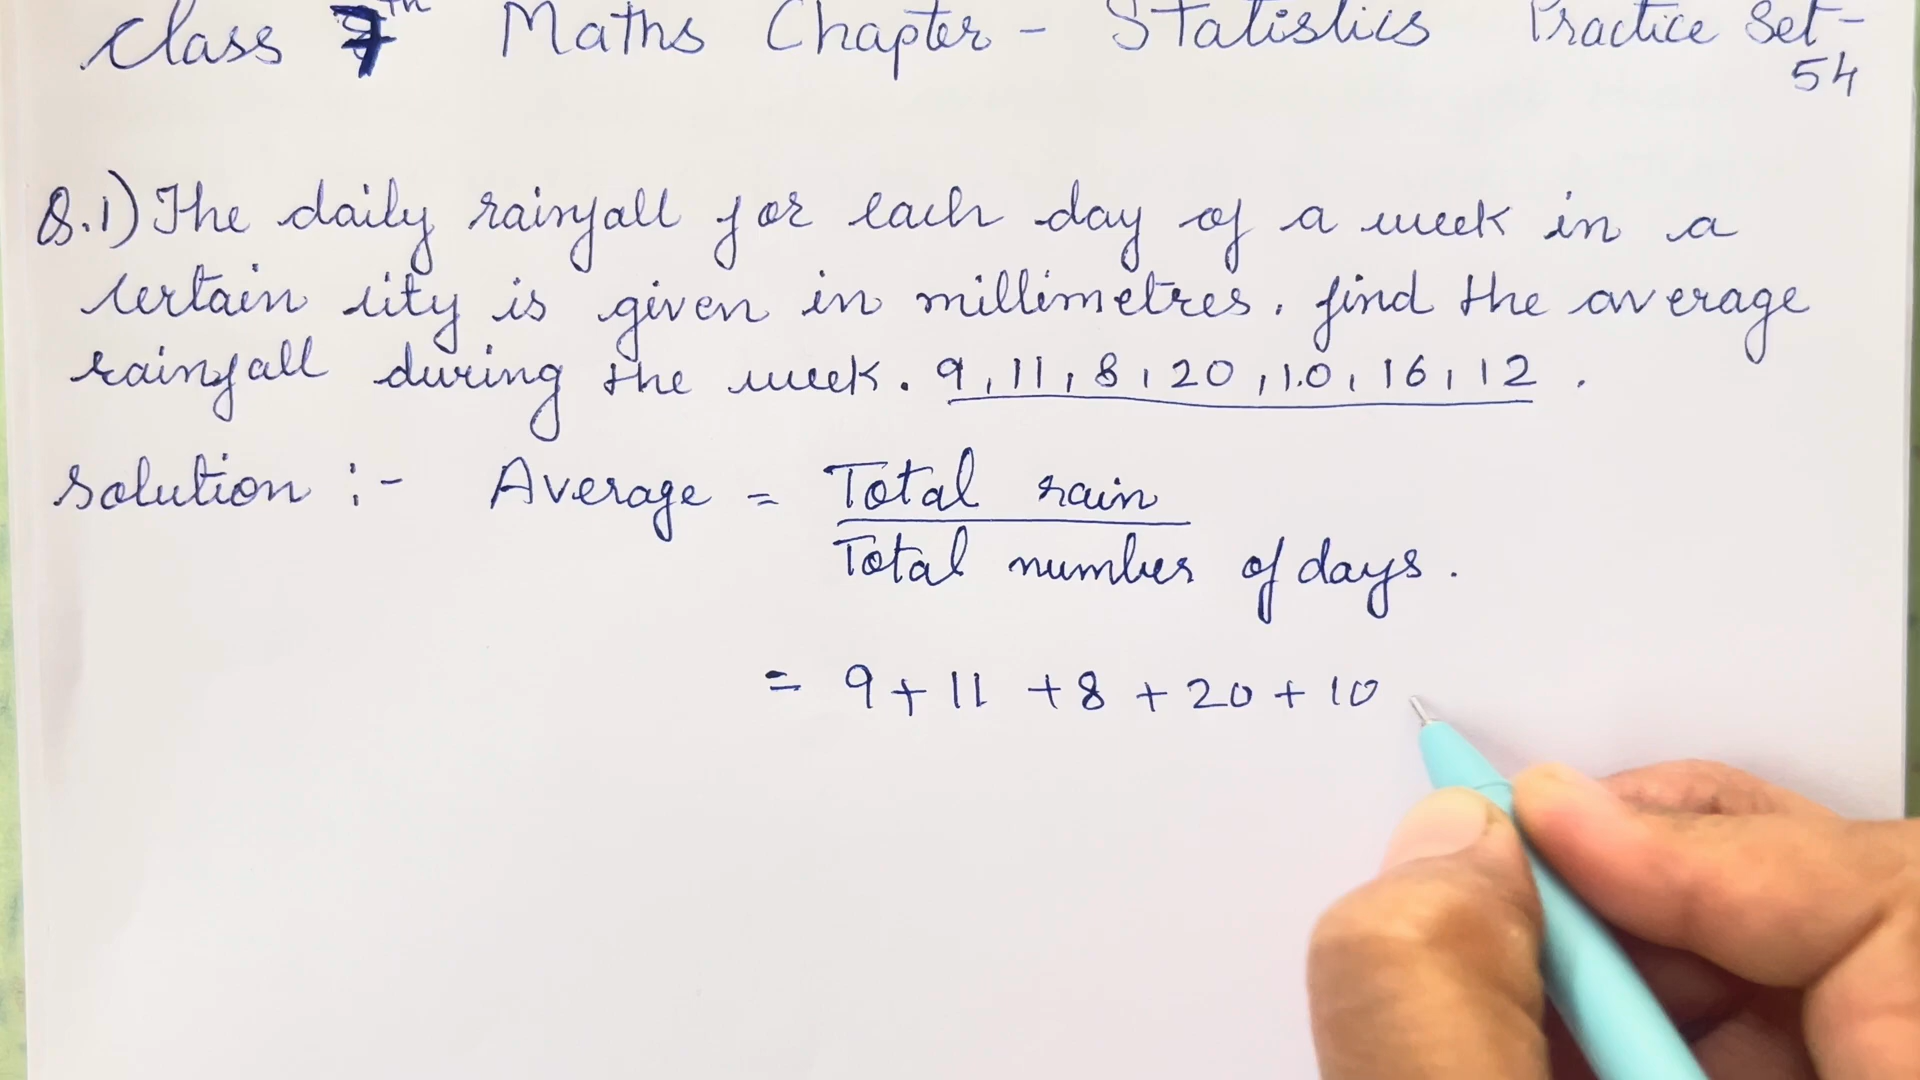 Class 7th Maths Chapter - Statistics Practice Set - 54
Q.1) The daily rainfall for each day of a week in a
certain city is given in millimetres. find the average
rainfall during the week. 9, 11, 8, 20, 10, 16, 12.
Solution :- Average = Total rain
Total number of days.
= 9 + 11 + 8 + 20 + 10